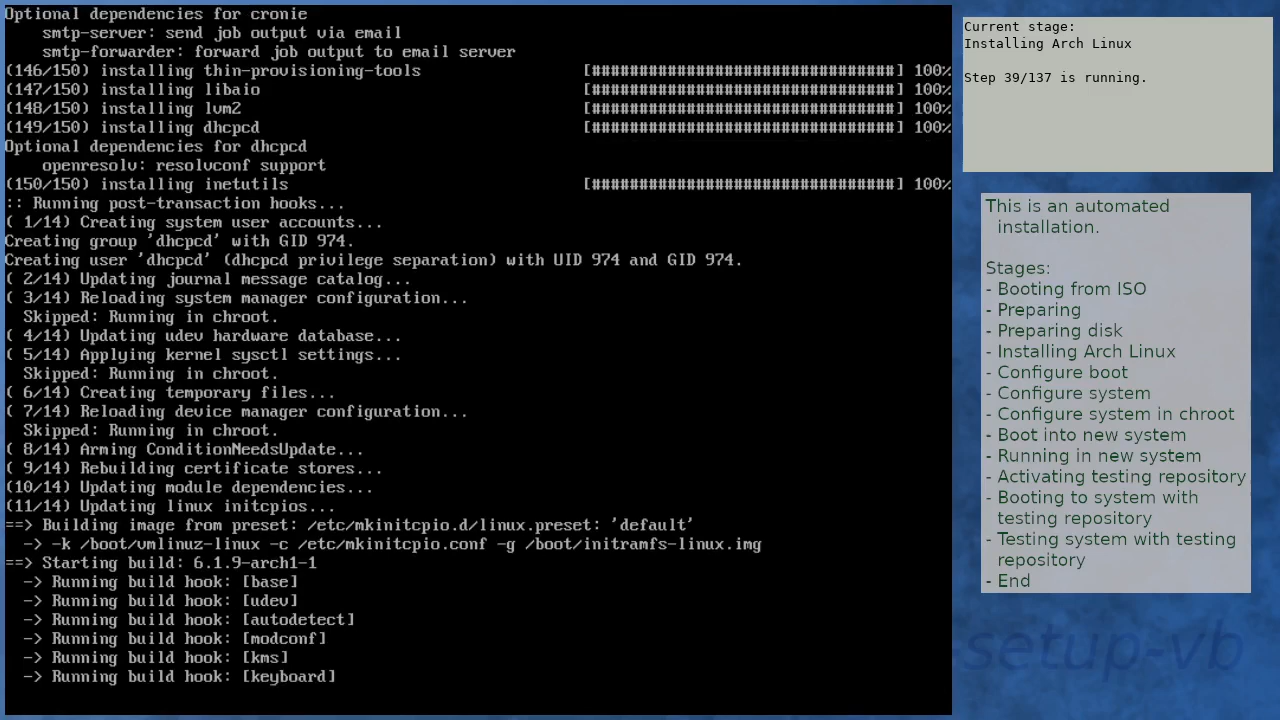 Optional dependencies for cronie
    smtp-server: send job output via email
    smtp-forwarder: forward job output to email server
(146/150) installing thin-provisioning-tools [################################] 100%
(147/150) installing libaio [################################] 100%
(148/150) installing lvm2 [################################] 100%
(149/150) installing dhcpcd [################################] 100%
Optional dependencies for dhcpcd
    openresolv: resolvconf support
(150/150) installing inetutils [################################] 100%
:: Running post-transaction hooks...
( 1/14) Creating system user accounts...
Creating group 'dhcpcd' with GID 974.
Creating user 'dhcpcd' (dhcpcd privilege separation) with UID 974 and GID 974.
( 2/14) Updating journal message catalog...
( 3/14) Reloading system manager configuration...
  Skipped: Running in chroot.
( 4/14) Updating udev hardware database...
( 5/14) Applying kernel sysctl settings...
  Skipped: Running in chroot.
( 6/14) Creating temporary files...
( 7/14) Reloading device manager configuration...
  Skipped: Running in chroot.
( 8/14) Arming ConditionNeedsUpdate...
( 9/14) Rebuilding certificate stores...
(10/14) Updating module dependencies...
(11/14) Updating linux initcpios...
==> Building image from preset: /etc/mkinitcpio.d/linux.preset: 'default'
  -> -k /boot/vmlinuz-linux -c /etc/mkinitcpio.conf -g /boot/initramfs-linux.img
==> Starting build: 6.1.9-arch1-1
  -> Running build hook: [base]
  -> Running build hook: [udev]
  -> Running build hook: [autodetect]
  -> Running build hook: [modconf]
  -> Running build hook: [kms]
  -> Running build hook: [keyboard]
Current stage:
Installing Arch Linux
Step 39/137 is running.
This is an automated
installation.
Stages:
- Booting from ISO
- Preparing
- Preparing disk
- Installing Arch Linux
- Configure boot
- Configure system
- Configure system in chroot
- Boot into new system
- Running in new system
- Activating testing repository
- Booting to system with
testing repository
- Testing system with testing
repository
- End
-setup-vb